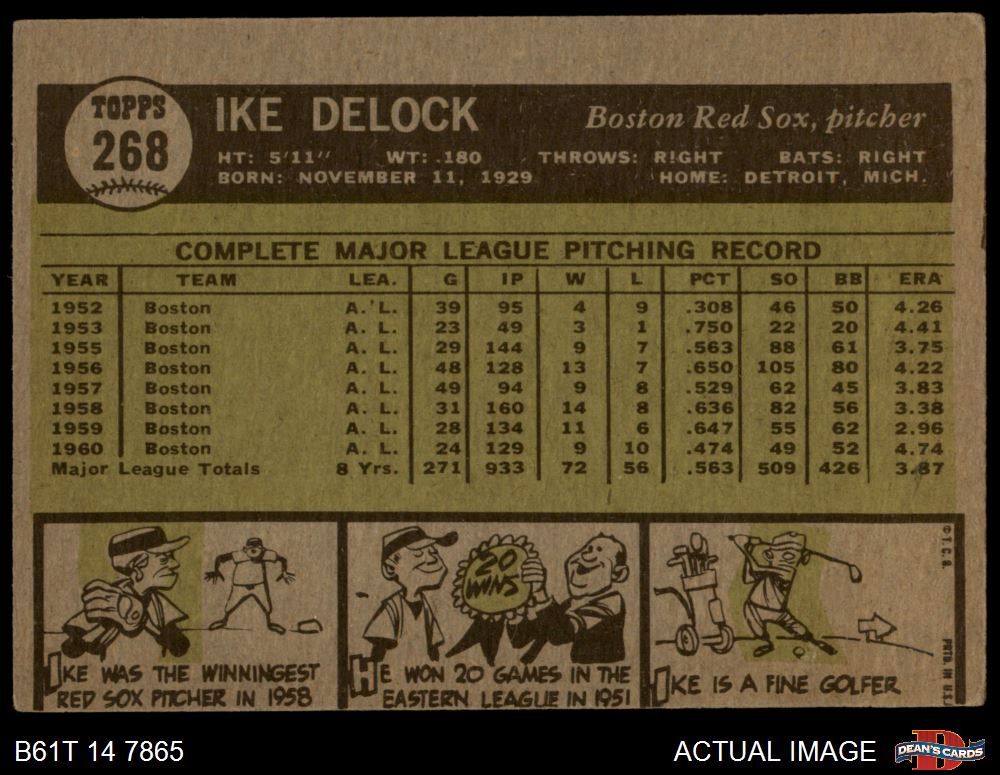 TOPPS
268
IKE DELOCK
Boston Red Sox, pitcher
HT: 5'11" WT: 180 THROWS: RIGHT BATS: RIGHT
BORN: NOVEMBER 11, 1929 HOME: DETROIT, MICH.
COMPLETE MAJOR LEAGUE PITCHING RECORD
YEAR TEAM LEA. G IP W L PCT SO BB ERA
1952 Boston A. L. 39 95 4 9 .308 46 50 4.26
1953 Boston A. L. 23 49 3 1 .750 22 20 4.41
1955 Boston A. L. 29 144 9 7 .563 88 61 3.75
1956 Boston A. L. 48 128 13 7 .650 105 80 4.22
1957 Boston A. L. 49 94 9 8 .529 62 45 3.83
1958 Boston A. L. 31 160 14 8 .636 82 56 3.38
1959 Boston A. L. 28 134 11 6 .647 55 62 2.96
1960 Boston A. L. 24 129 9 10 .474 49 52 4.74
Major League Totals 8 Yrs. 271 933 72 56 .563 509 426 3.87
IKE WAS THE WINNINGEST
RED SOX PITCHER IN 1958
20
WINS
HE WON 20 GAMES IN THE
EASTERN LEAGUE IN 1951
IKE IS A FINE GOLFER
© T. C. G.
PRTD. IN U.S.A
B61T 14 7865
ACTUAL IMAGE
DEAN'S CARDS